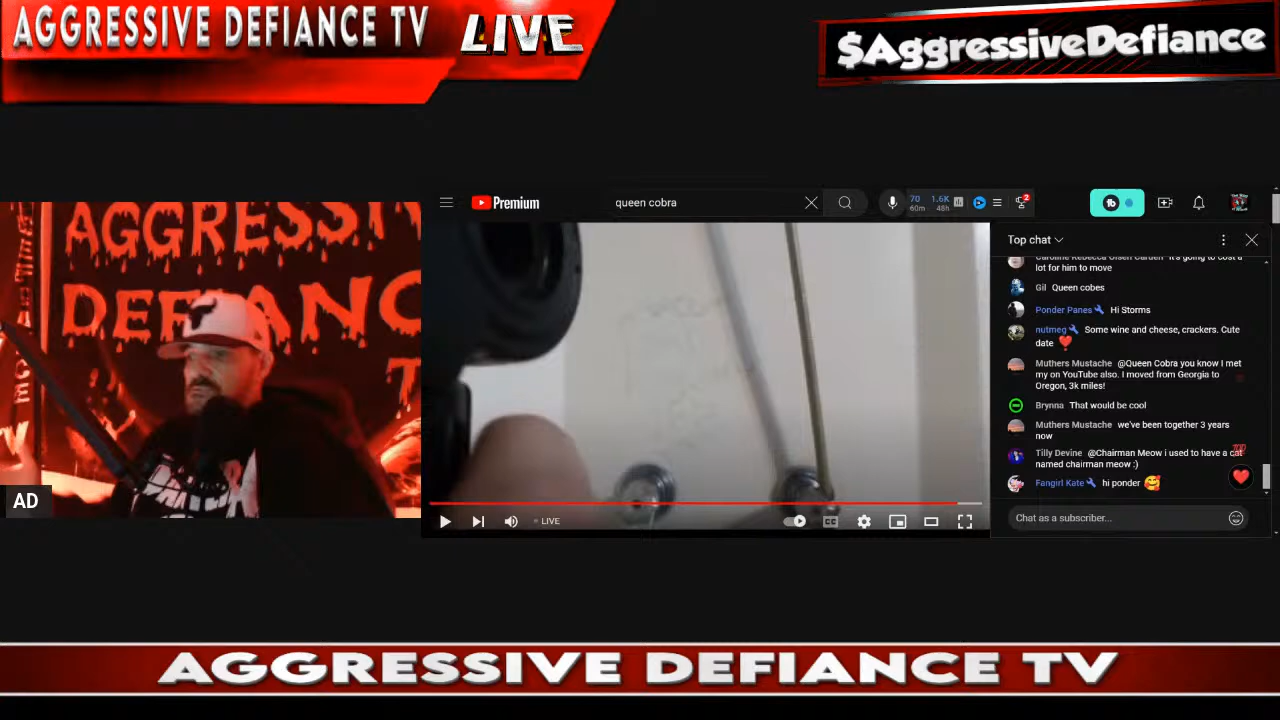 AGGRESSIVE DEFIANCE TV
LIVE
$AggressiveDefiance
AGGRESSIV
DEFIANC
T
AD
Premium
queen cobra
70
60m
1.6K
48h
2
Top chat
Caroline Rebecca Olsen Carden It's going to cost a
lot for him to move
Gil Queen cobes
Ponder Panes Hi Storms
nutmeg Some wine and cheese, crackers. Cute
date ❤️
Muthers Mustache @Queen Cobra you know I met
my on YouTube also. I moved from Georgia to
Oregon, 3k miles!
Brynna That would be cool
Muthers Mustache we've been together 3 years
now
Tilly Devine @Chairman Meow i used to have a cat
named chairman meow :)
Fangirl Kate hi ponder 🥰
LIVE
CC
Chat as a subscriber...
AGGRESSIVE DEFIANCE TV